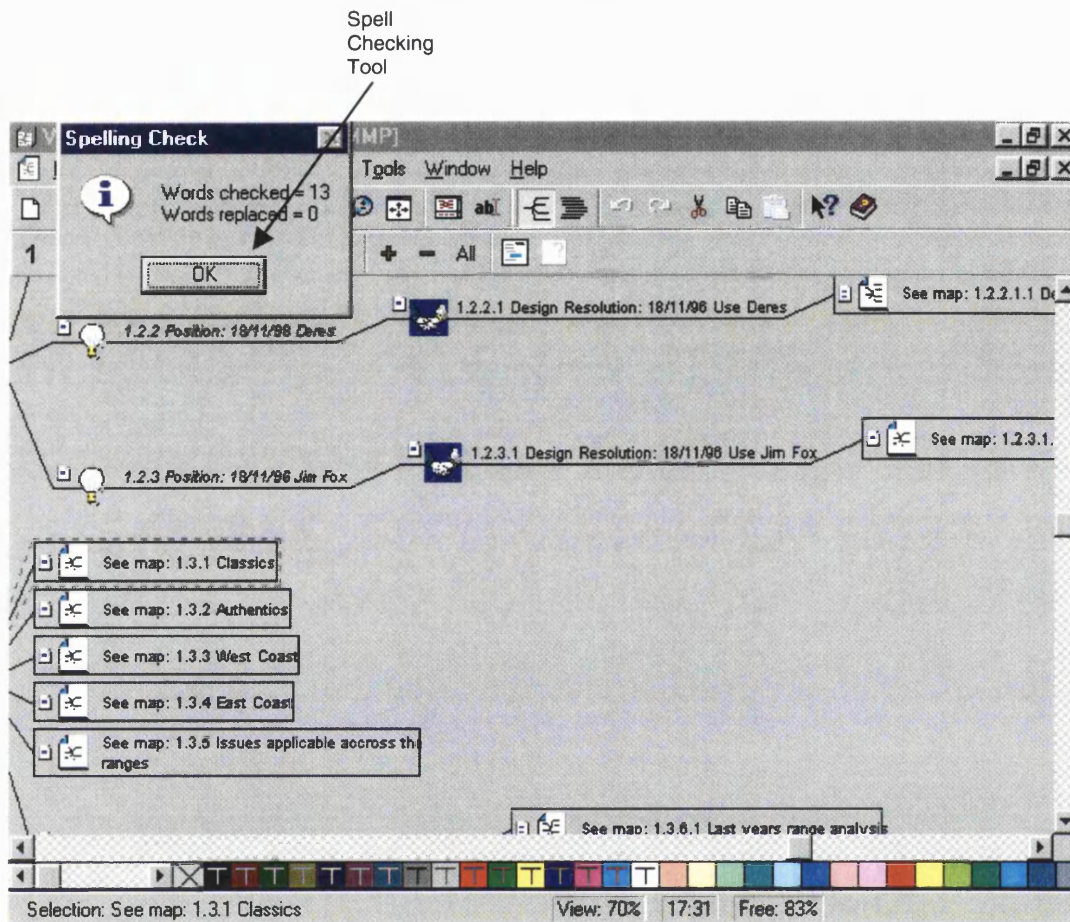 Spell
Checking
Tool
Spelling Check
MP]
Tools Window Help
Words checked = 13
Words replaced = 0
OK
abI
1
All
1.2.2 Position: 18/11/98 Deres
1.2.2.1 Design Resolution: 18/11/96 Use Deres
See map: 1.2.2.1.1 De
1.2.3 Position: 18/11/96 Jim Fox
1.2.3.1 Design Resolution: 18/11/96 Use Jim Fox
See map: 1.2.3.1.
See map: 1.3.1 Classics
See map: 1.3.2 Authentics
See map: 1.3.3 West Coast
See map: 1.3.4 East Coast
See map: 1.3.5 Issues applicable accross the
ranges
See map: 1.3.6.1 Last years range analysis
T T T T T T T T T T T T T T T T
Selection: See map: 1.3.1 Classics
View: 70%
17:31
Free: 83%